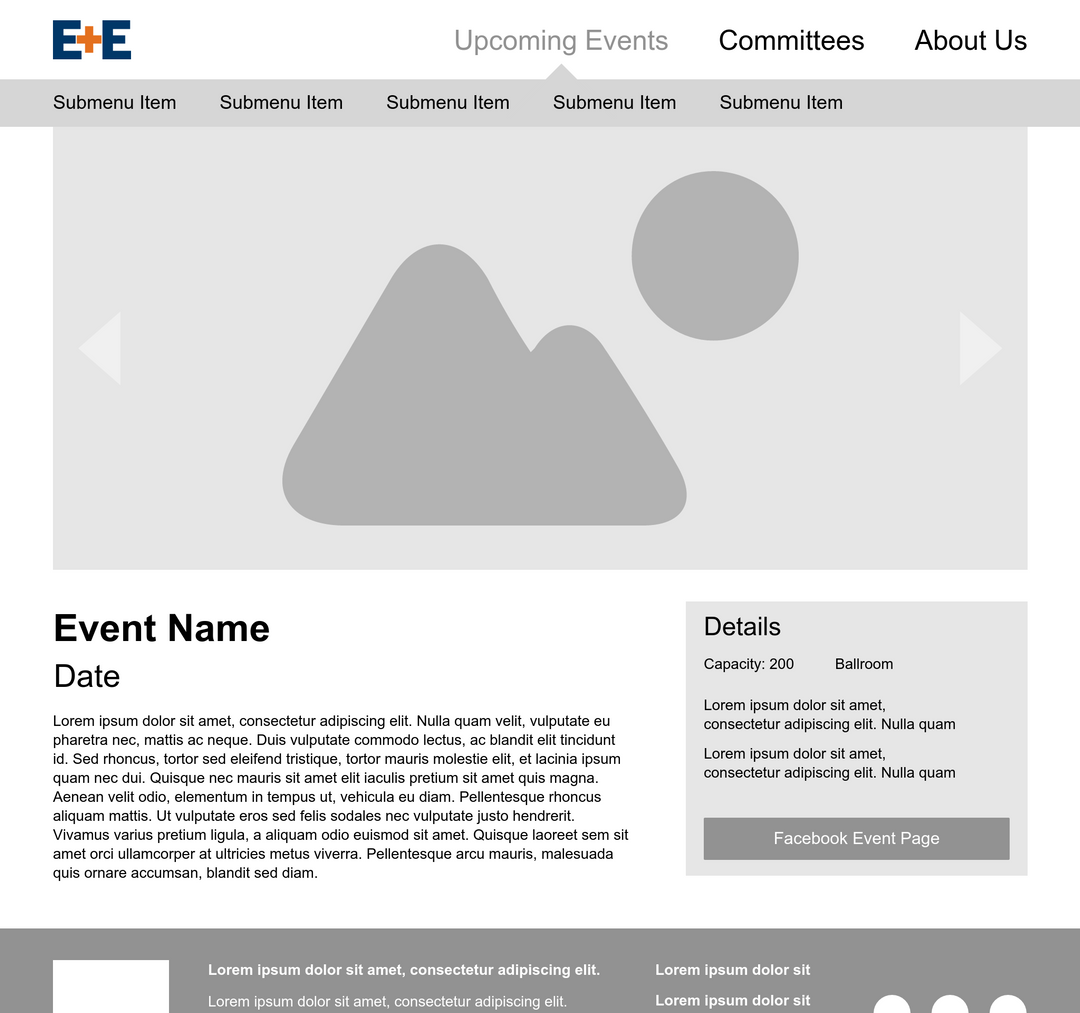 E+E
Upcoming Events Committees About Us
Submenu Item Submenu Item Submenu Item Submenu Item Submenu Item
Event Name
Date
Lorem ipsum dolor sit amet, consectetur adipiscing elit. Nulla quam velit, vulputate eu
pharetra nec, mattis ac neque. Duis vulputate commodo lectus, ac blandit elit tincidunt
id. Sed rhoncus, tortor sed eleifend tristique, tortor mauris molestie elit, et lacinia ipsum
quam nec dui. Quisque nec mauris sit amet elit iaculis pretium sit amet quis magna.
Aenean velit odio, elementum in tempus ut, vehicula eu diam. Pellentesque rhoncus
aliquam mattis. Ut vulputate eros sed felis sodales nec vulputate justo hendrerit.
Vivamus varius pretium ligula, a aliquam odio euismod sit amet. Quisque laoreet sem sit
amet orci ullamcorper at ultricies metus viverra. Pellentesque arcu mauris, malesuada
quis ornare accumsan, blandit sed diam.
Details
Capacity: 200 Ballroom
Lorem ipsum dolor sit amet,
consectetur adipiscing elit. Nulla quam
Lorem ipsum dolor sit amet,
consectetur adipiscing elit. Nulla quam
Facebook Event Page
Lorem ipsum dolor sit amet, consectetur adipiscing elit.
Lorem ipsum dolor sit amet, consectetur adipiscing elit.
Lorem ipsum dolor sit
Lorem ipsum dolor sit